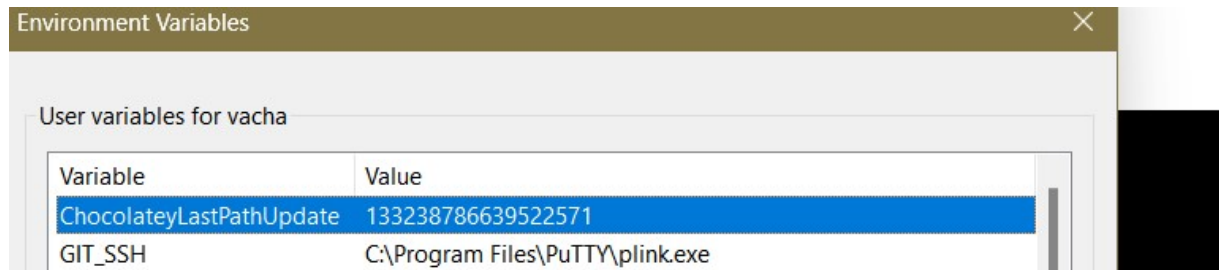 Environment Variables
User variables for vacha
Variable Value
ChocolateyLastPathUpdate 133238786639522571
GIT_SSH C:\Program Files\PuTTY\plink.exe